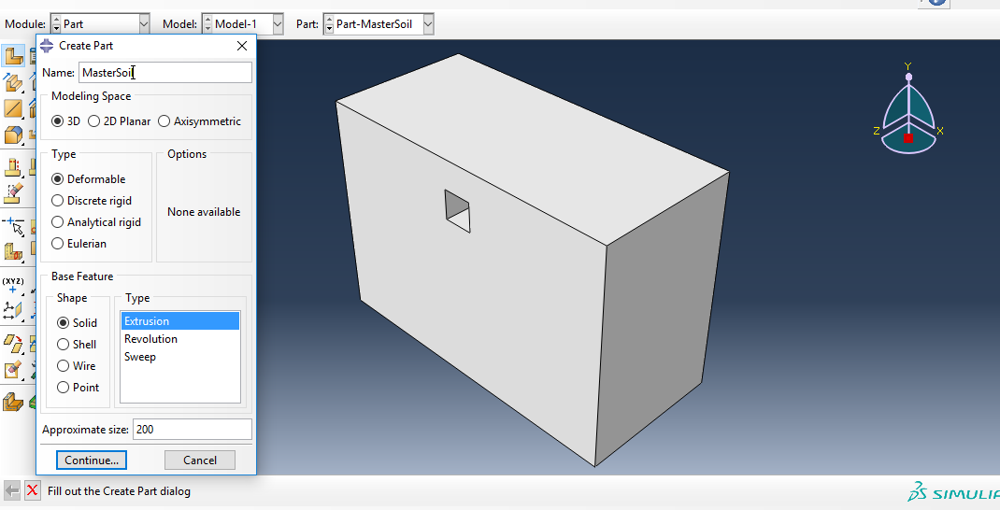 Module: Part Model: Model-1 Part: Part-MasterSoil
Create Part
Name: MasterSoil
Modeling Space
3D 2D Planar Axisymmetric
Type Options
Deformable
Discrete rigid
None available
Analytical rigid
Eulerian
Base Feature
Shape Type
Solid Extrusion
Shell Revolution
Wire Sweep
Point
Approximate size: 200
Continue... Cancel
Fill out the Create Part dialog
(XYZ)
Y
Z X
SIMULIA